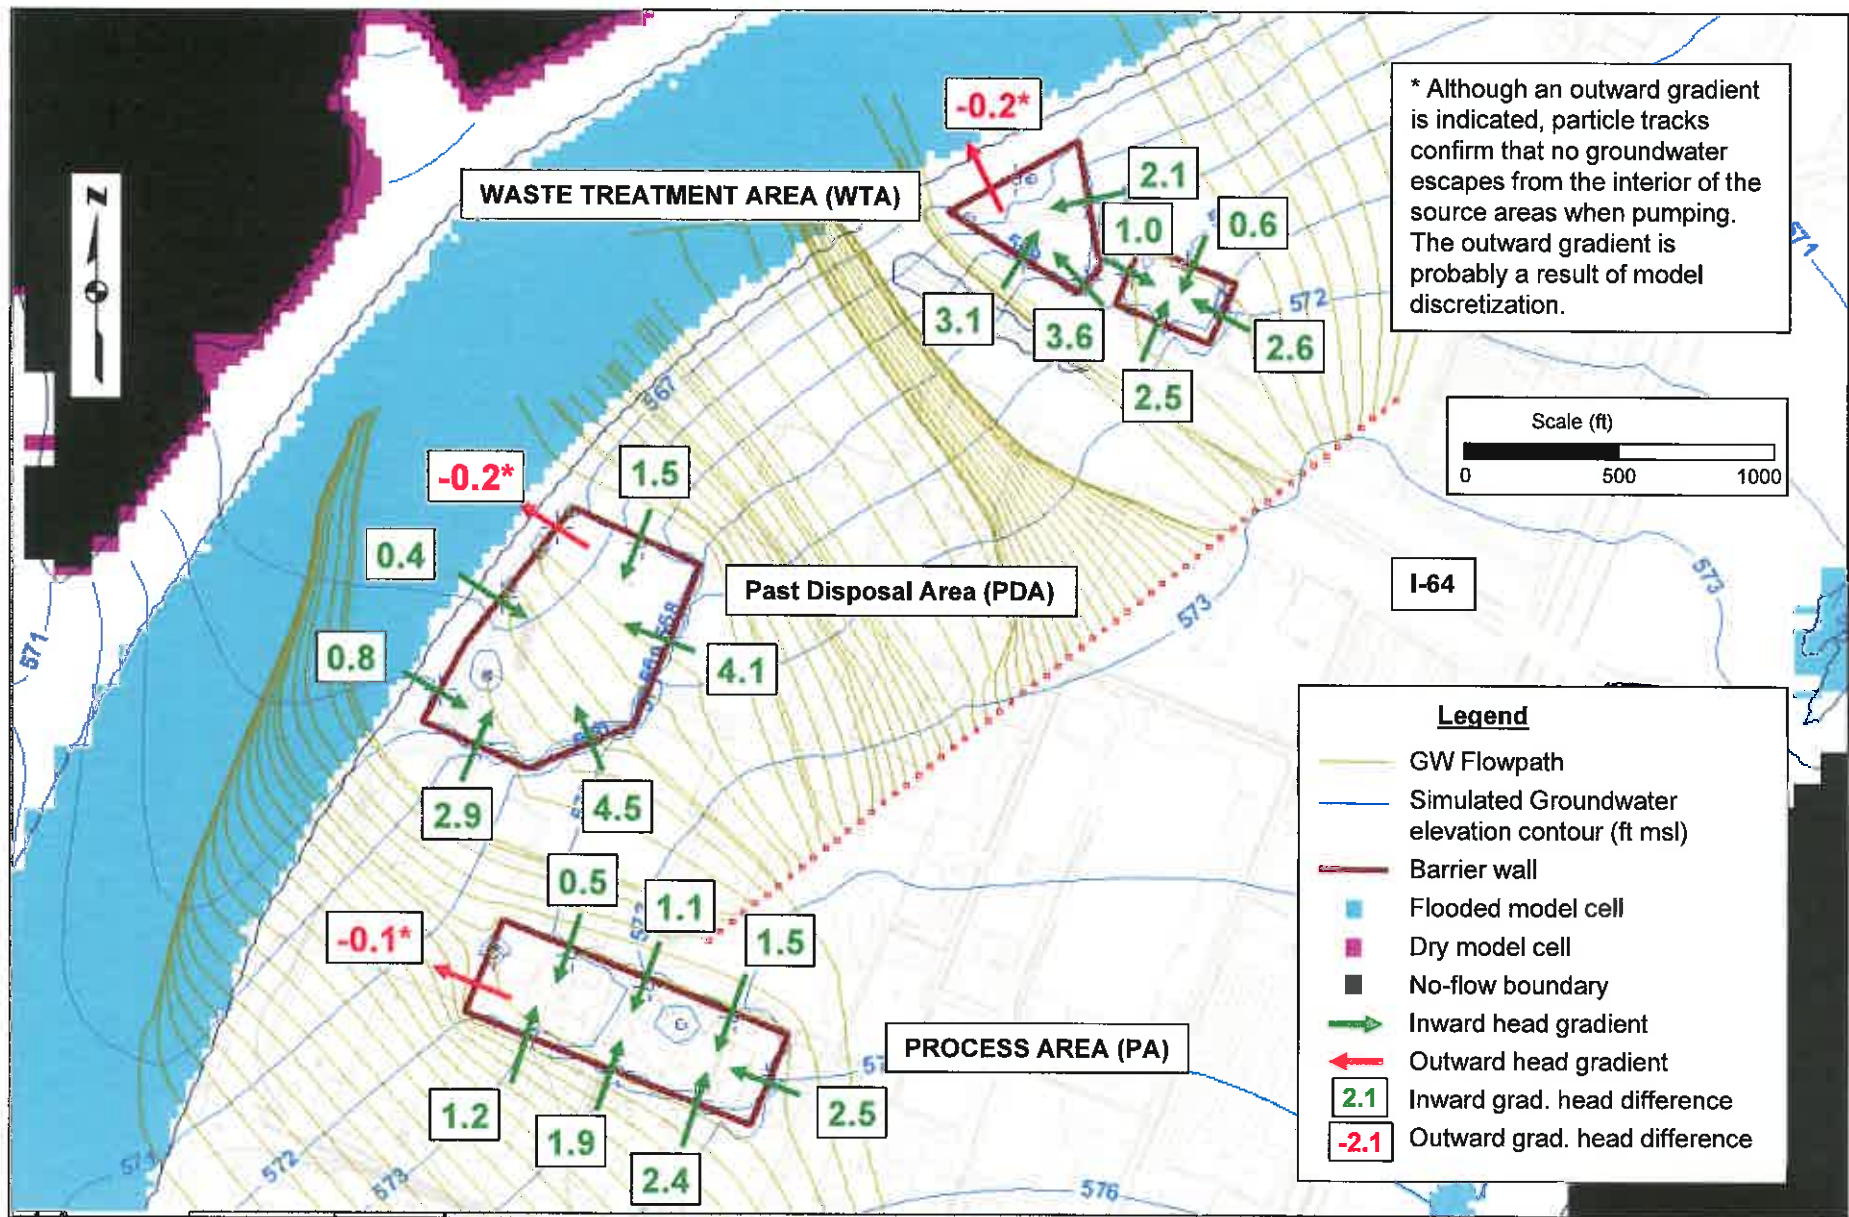 * Although an outward gradient
is indicated, particle tracks
confirm that no groundwater
escapes from the interior of the
source areas when pumping.
The outward gradient is
probably a result of model
discretization.
-0.2*
WASTE TREATMENT AREA (WTA)
2.1
1.0
0.6
571
572
3.1
3.6
2.6
2.5
N
567
Scale (ft)
0
500
1000
-0.2*
1.5
0.4
Past Disposal Area (PDA)
I-64
573
573
558
560
571
0.8
4.1
2.9
4.5
0.5
1.1
1.5
572
-0.1*
PROCESS AREA (PA)
1.2
1.9
2.4
2.5
571
572
573
576
Legend
GW Flowpath
Simulated Groundwater
elevation contour (ft msl)
Barrier wall
Flooded model cell
Dry model cell
No-flow boundary
Inward head gradient
Outward head gradient
2.1 Inward grad. head difference
-2.1 Outward grad. head difference